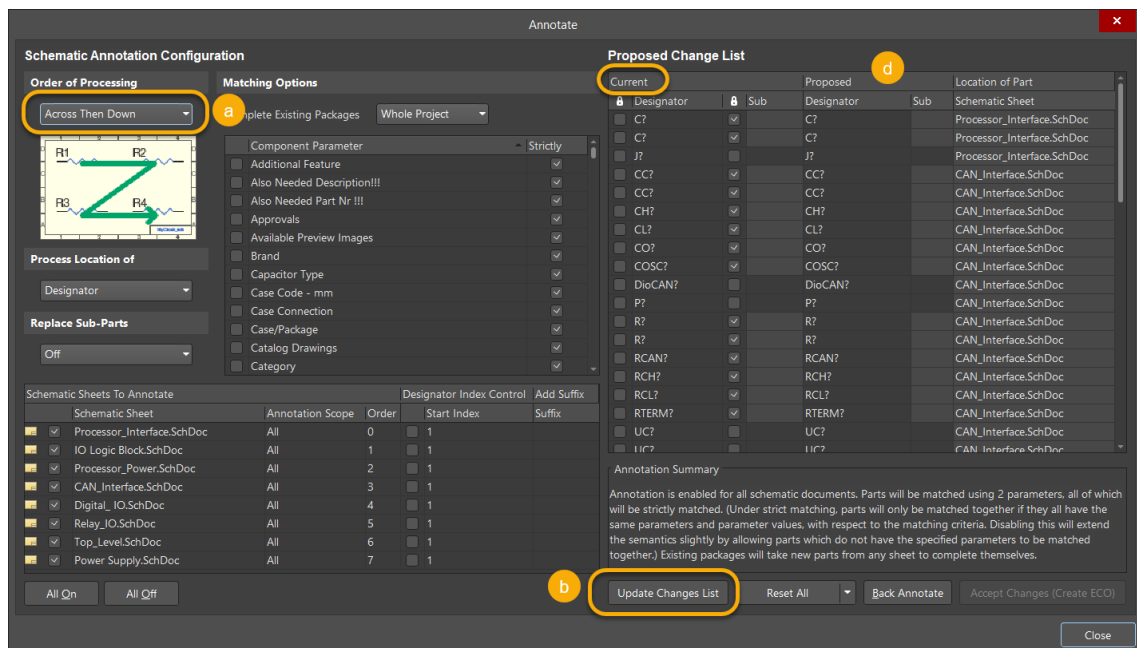 Annotate
Schematic Annotation Configuration
Order of Processing
Across Then Down
a
R1 R2
R3 R4
Process Location of
Designator
Replace Sub-Parts
Off
Matching Options
plete Existing Packages Whole Project
Component Parameter Strictly
Additional Feature
Also Needed Description!!!
Also Needed Part Nr !!!
Approvals
Available Preview Images
Brand
Capacitor Type
Case Code - mm
Case Connection
Case/Package
Catalog Drawings
Category
Schematic Sheets To Annotate Designator Index Control Add Suffix
Schematic Sheet Annotation Scope Order Start Index Suffix
Processor_Interface.SchDoc All 0 1
IO Logic Block.SchDoc All 1 1
Processor_Power.SchDoc All 2 1
CAN_Interface.SchDoc All 3 1
Digital_ IO.SchDoc All 4 1
Relay_IO.SchDoc All 5 1
Top_Level.SchDoc All 6 1
Power Supply.SchDoc All 7 1
All On All Off
Proposed Change List
d
Current Proposed Location of Part
Designator Sub Designator Sub Schematic Sheet
C? C? Processor_Interface.SchDoc
C? C? Processor_Interface.SchDoc
J? J? Processor_Interface.SchDoc
CC? CC? CAN_Interface.SchDoc
CC? CC? CAN_Interface.SchDoc
CH? CH? CAN_Interface.SchDoc
CL? CL? CAN_Interface.SchDoc
CO? CO? CAN_Interface.SchDoc
COSC? COSC? CAN_Interface.SchDoc
DioCAN? DioCAN? CAN_Interface.SchDoc
P? P? CAN_Interface.SchDoc
R? R? CAN_Interface.SchDoc
R? R? CAN_Interface.SchDoc
RCAN? RCAN? CAN_Interface.SchDoc
RCH? RCH? CAN_Interface.SchDoc
RCL? RCL? CAN_Interface.SchDoc
RTERM? RTERM? CAN_Interface.SchDoc
UC? UC? CAN_Interface.SchDoc
UC? UC? CAN_Interface.SchDoc
Annotation Summary
Annotation is enabled for all schematic documents. Parts will be matched using 2 parameters, all of which
will be strictly matched. (Under strict matching, parts will only be matched together if they all have the
same parameters and parameter values, with respect to the matching criteria. Disabling this will extend
the semantics slightly by allowing parts which do not have the specified parameters to be matched
together.) Existing packages will take new parts from any sheet to complete themselves.
b
Update Changes List Reset All Back Annotate Accept Changes (Create ECO)
Close